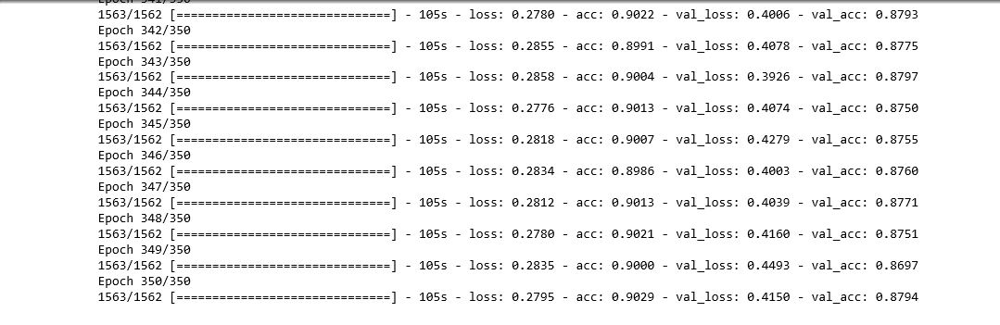 Epoch 341/350
1563/1562 [==============================] - 105s - loss: 0.2780 - acc: 0.9022 - val_loss: 0.4006 - val_acc: 0.8793
Epoch 342/350
1563/1562 [==============================] - 105s - loss: 0.2855 - acc: 0.8991 - val_loss: 0.4078 - val_acc: 0.8775
Epoch 343/350
1563/1562 [==============================] - 105s - loss: 0.2858 - acc: 0.9004 - val_loss: 0.3926 - val_acc: 0.8797
Epoch 344/350
1563/1562 [==============================] - 105s - loss: 0.2776 - acc: 0.9013 - val_loss: 0.4074 - val_acc: 0.8750
Epoch 345/350
1563/1562 [==============================] - 105s - loss: 0.2818 - acc: 0.9007 - val_loss: 0.4279 - val_acc: 0.8755
Epoch 346/350
1563/1562 [==============================] - 105s - loss: 0.2834 - acc: 0.8986 - val_loss: 0.4003 - val_acc: 0.8760
Epoch 347/350
1563/1562 [==============================] - 105s - loss: 0.2812 - acc: 0.9013 - val_loss: 0.4039 - val_acc: 0.8771
Epoch 348/350
1563/1562 [==============================] - 105s - loss: 0.2780 - acc: 0.9021 - val_loss: 0.4160 - val_acc: 0.8751
Epoch 349/350
1563/1562 [==============================] - 105s - loss: 0.2835 - acc: 0.9000 - val_loss: 0.4493 - val_acc: 0.8697
Epoch 350/350
1563/1562 [==============================] - 105s - loss: 0.2795 - acc: 0.9029 - val_loss: 0.4150 - val_acc: 0.8794